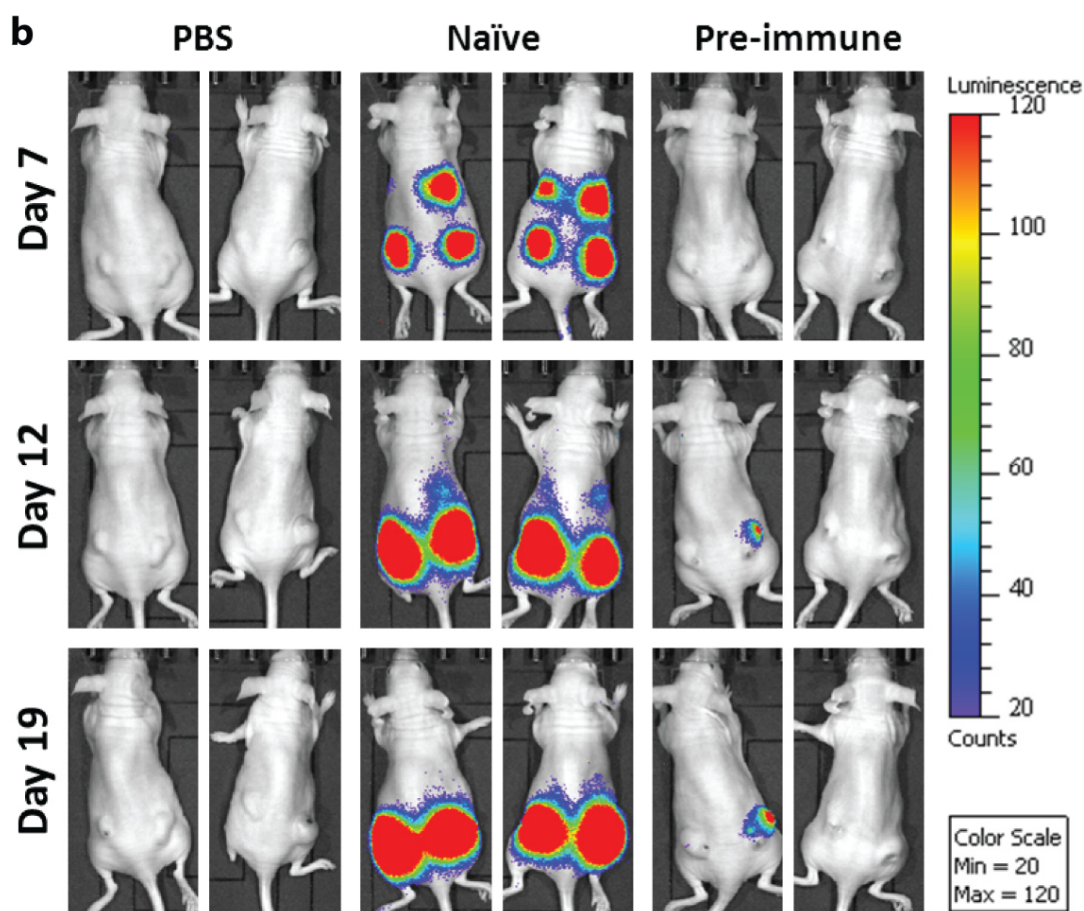 b
PBS Naïve Pre-immune
Luminescence
120
Day 7
100
80
Day 12
60
40
20
Counts
Day 19
Color Scale
Min = 20
Max = 120